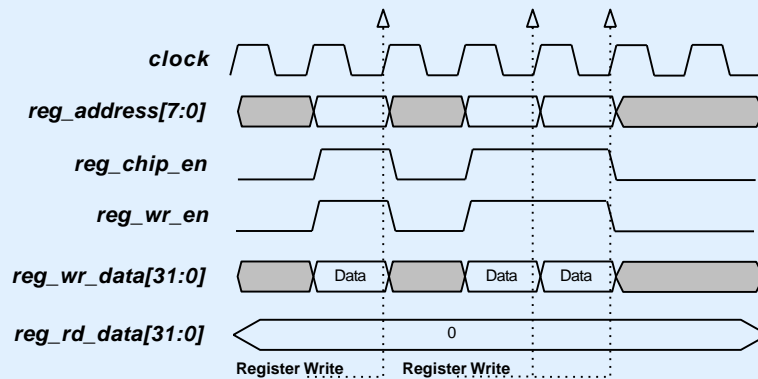 clock
reg_address[7:0]
reg_chip_en
reg_wr_en
reg_wr_data[31:0] Data Data Data
reg_rd_data[31:0] 0
Register Write Register Write